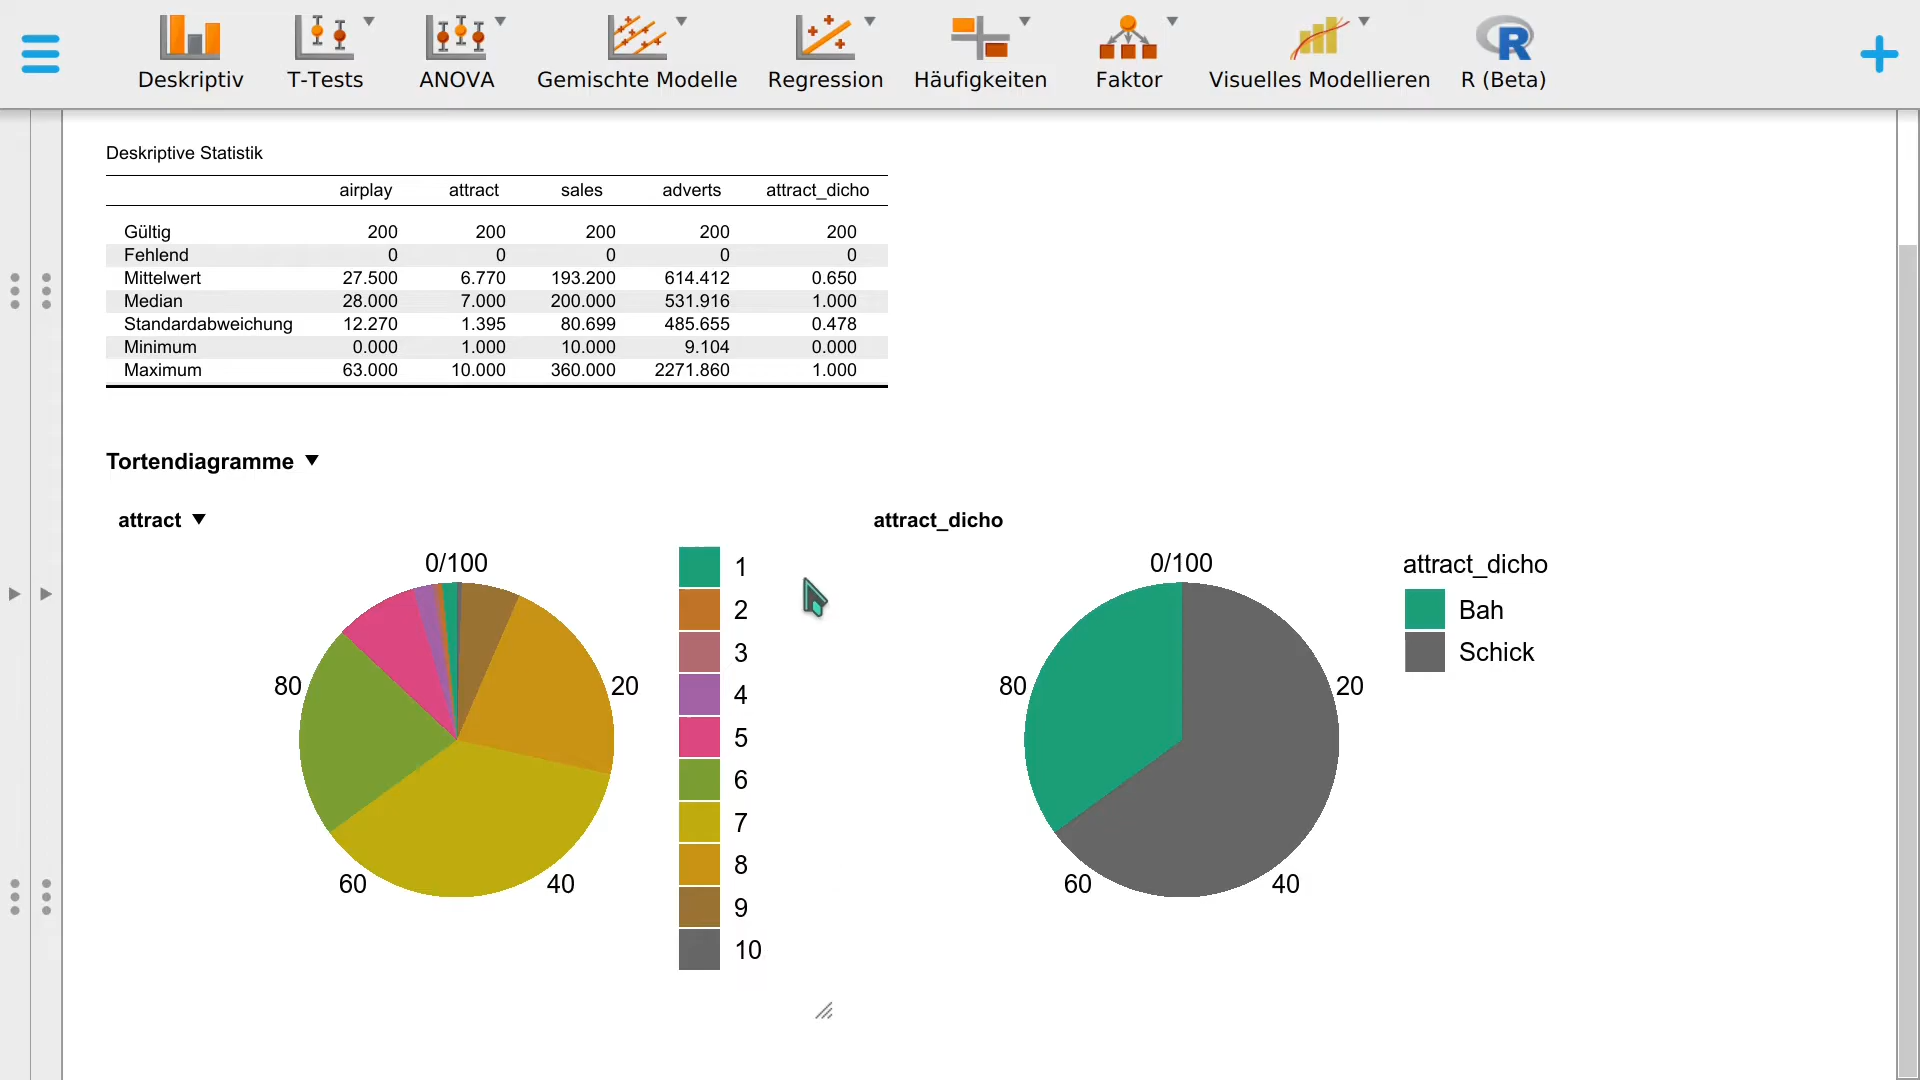 Deskriptiv T-Tests ANOVA Gemischte Modelle Regression Häufigkeiten Faktor Visuelles Modellieren R (Beta)
Deskriptive Statistik
airplay attract sales adverts attract_dicho
Gültig 200 200 200 200 200
Fehlend 0 0 0 0 0
Mittelwert 27.500 6.770 193.200 614.412 0.650
Median 28.000 7.000 200.000 531.916 1.000
Standardabweichung 12.270 1.395 80.699 485.655 0.478
Minimum 0.000 1.000 10.000 9.104 0.000
Maximum 63.000 10.000 360.000 2271.860 1.000
Tortendiagramme
attract
0/100
20
40
60
80
1
2
3
4
5
6
7
8
9
10
attract_dicho
0/100
20
40
60
80
attract_dicho
Bah
Schick